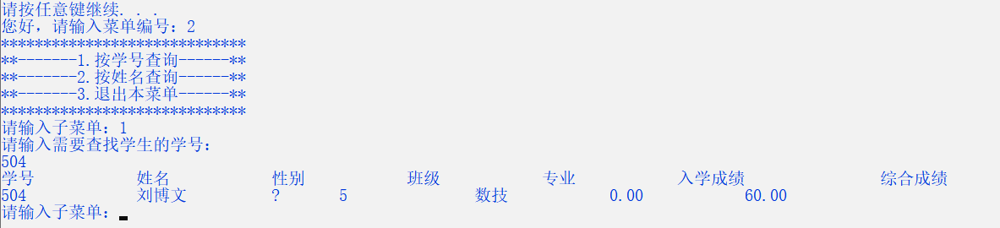 请按任意键继续. . .
您好，请输入菜单编号：2
*****************************
**-------1.按学号查询------**
**-------2.按姓名查询------**
**-------3.退出本菜单------**
*****************************
请输入子菜单：1
请输入需要查找学生的学号：
504
学号 姓名 性别 班级 专业 入学成绩 综合成绩
504 刘博文 ? 5 数技 0.00 60.00
请输入子菜单：